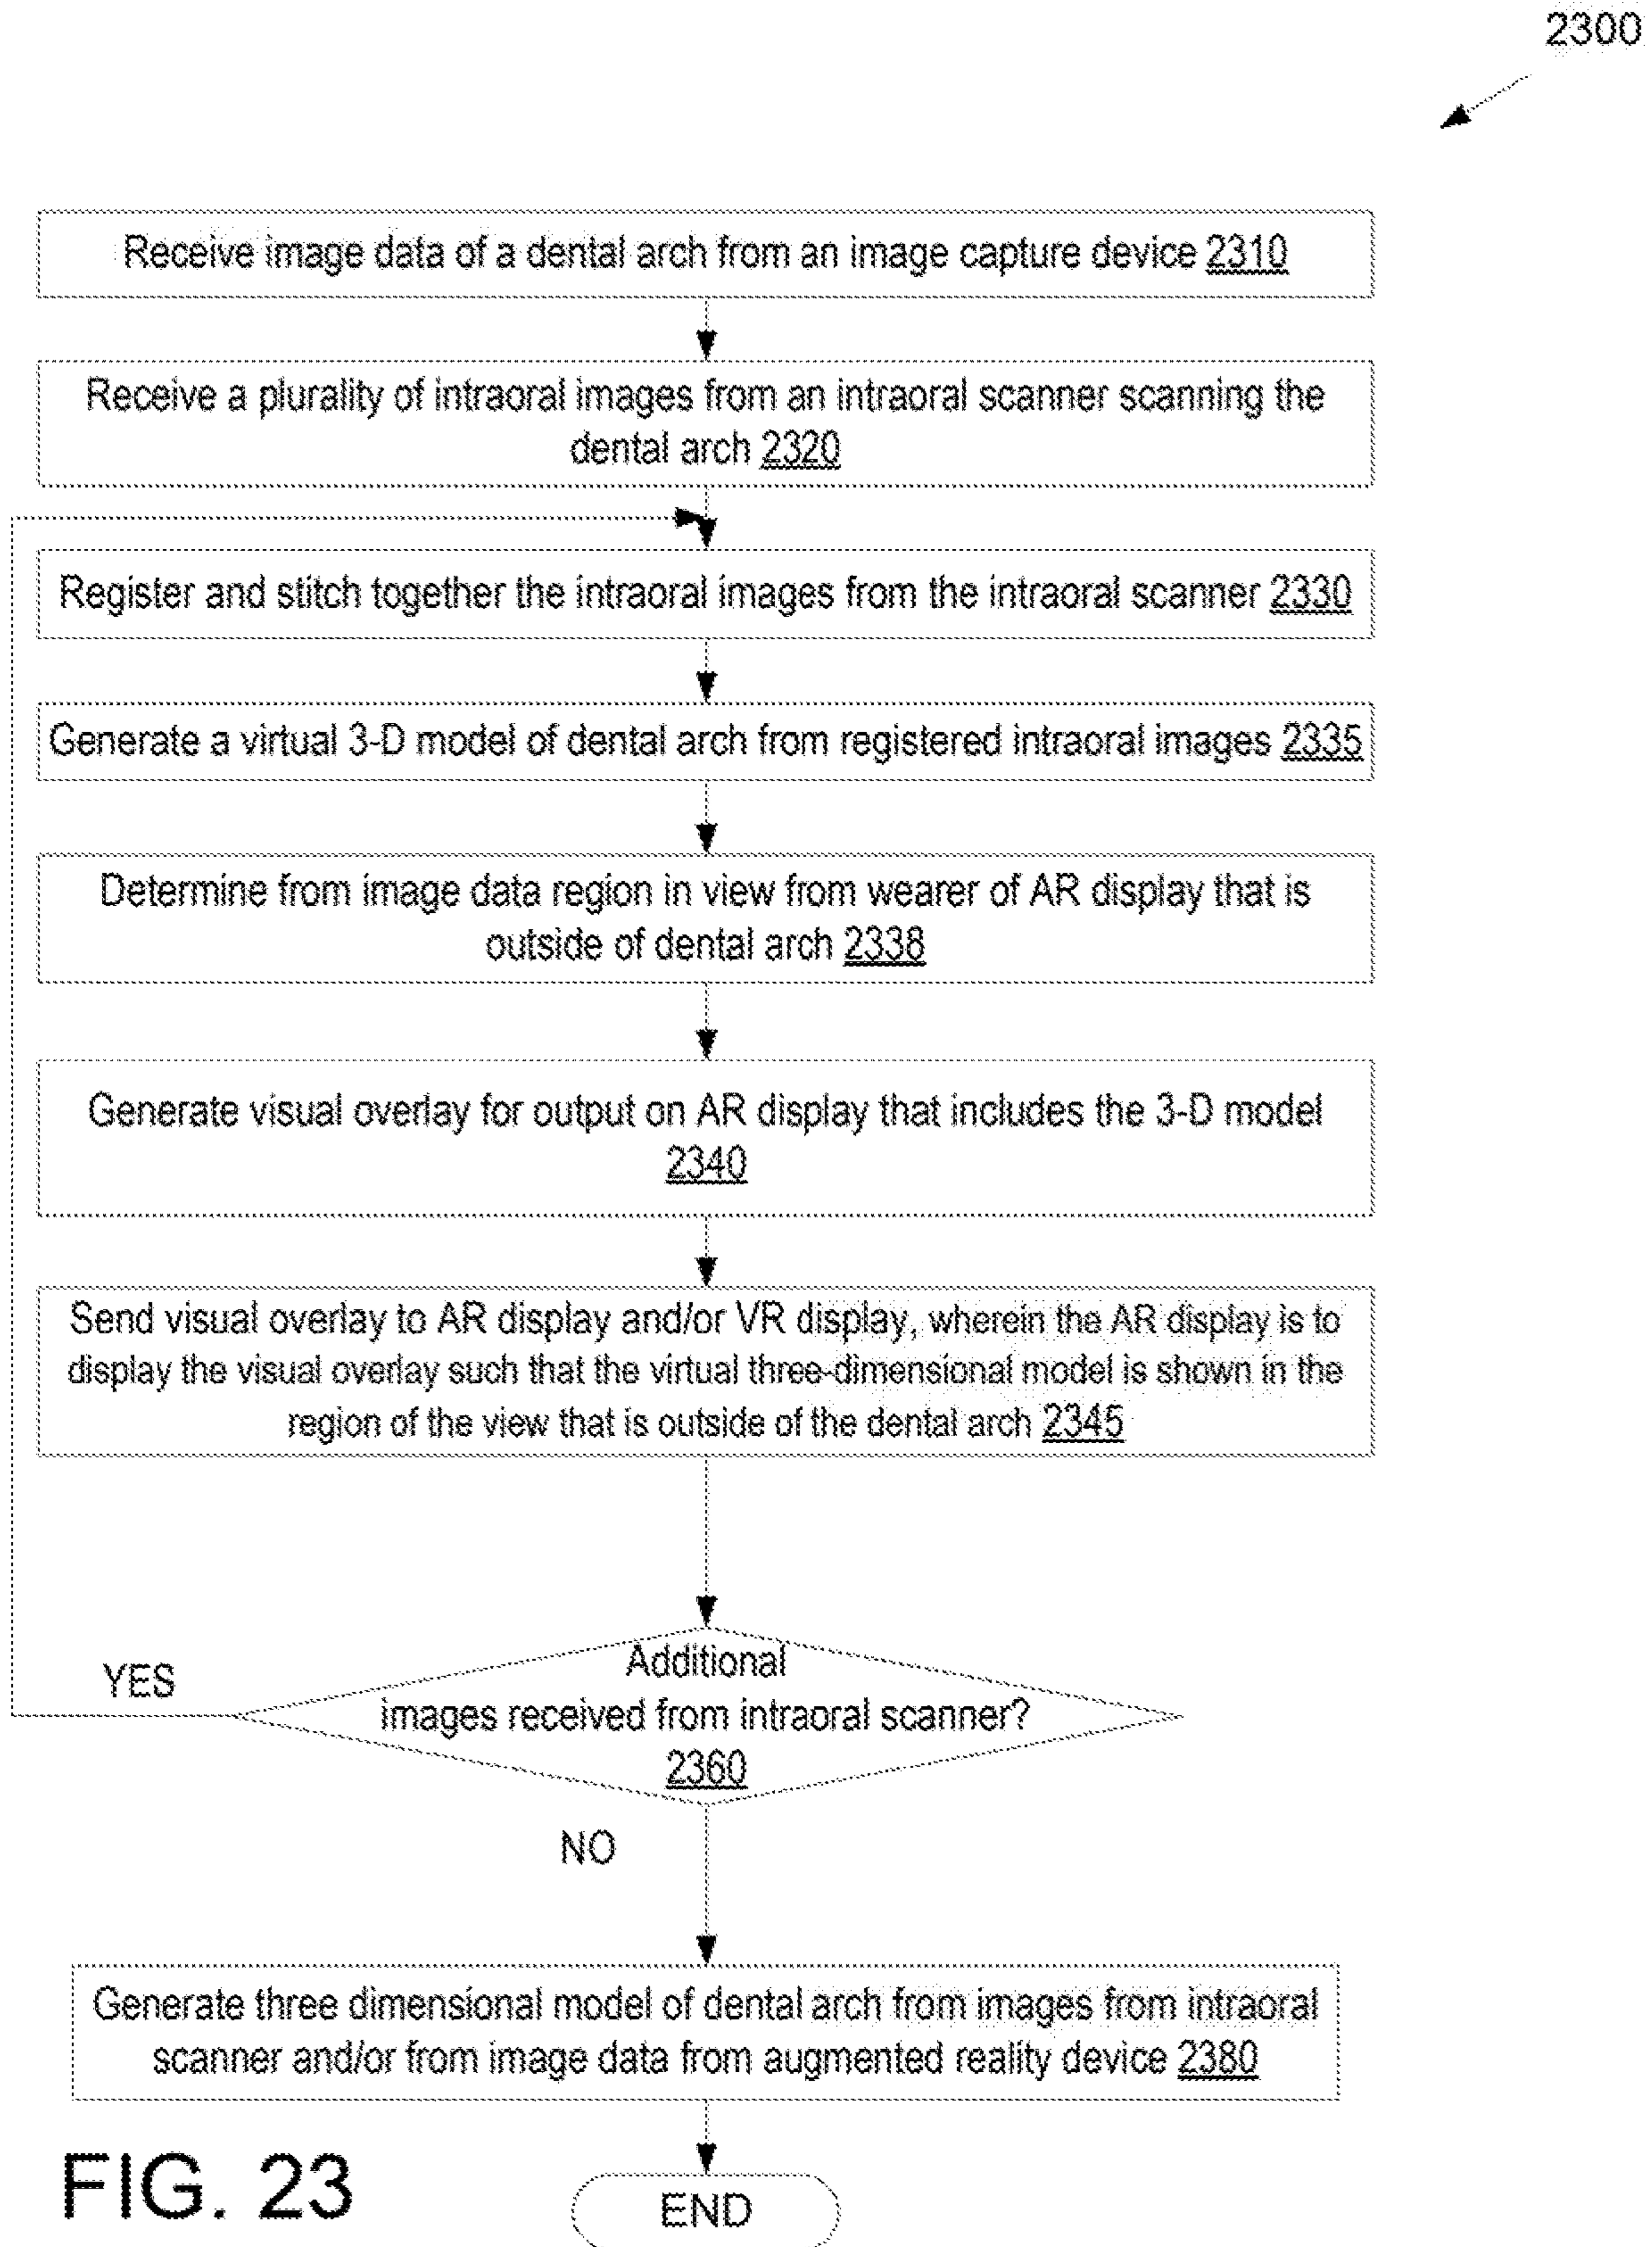 2300
Receive image data of a dental arch from an image capture device 2310
Receive a plurality of intraoral images from an intraoral scanner scanning the
dental arch 2320
Register and stitch together the intraoral images from the intraoral scanner 2330
Generate a virtual 3-D model of dental arch from registered intraoral images 2335
Determine from image data region in view from wearer of AR display that is
outside of dental arch 2338
Generate visual overlay for output on AR display that includes the 3-D model
2340
Send visual overlay to AR display and/or VR display, wherein the AR display is to
display the visual overlay such that the virtual three-dimensional model is shown in the
region of the view that is outside of the dental arch 2345
Additional
images received from intraoral scanner?
2360
YES
NO
Generate three dimensional model of dental arch from images from intraoral
scanner and/or from image data from augmented reality device 2380
END
FIG. 23